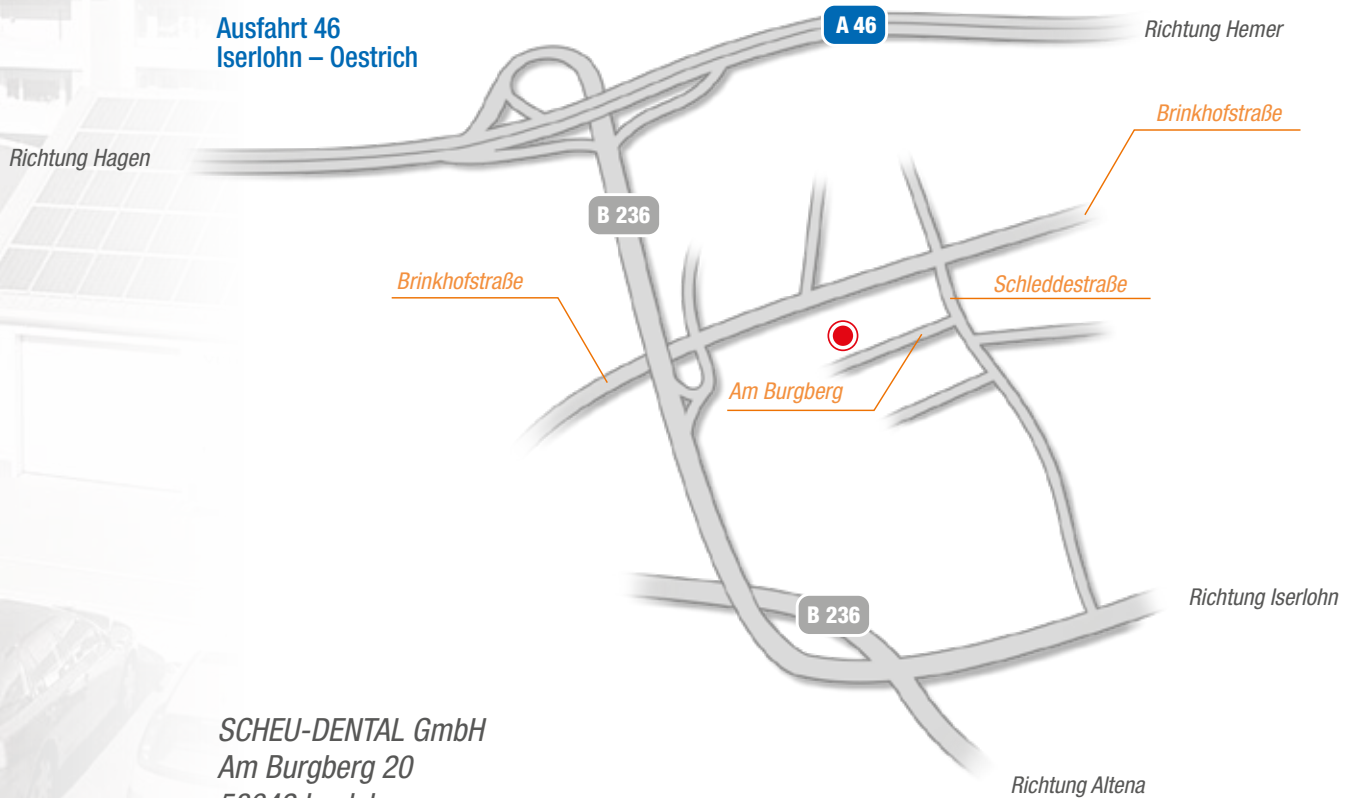 Ausfahrt 46
Iserlohn – Oestrich
A 46
Richtung Hemer
Brinkhofstraße
Richtung Hagen
B 236
Brinkhofstraße
Schleddestraße
Am Burgberg
B 236
Richtung Iserlohn
SCHEU-DENTAL GmbH
Am Burgberg 20
Richtung Altena